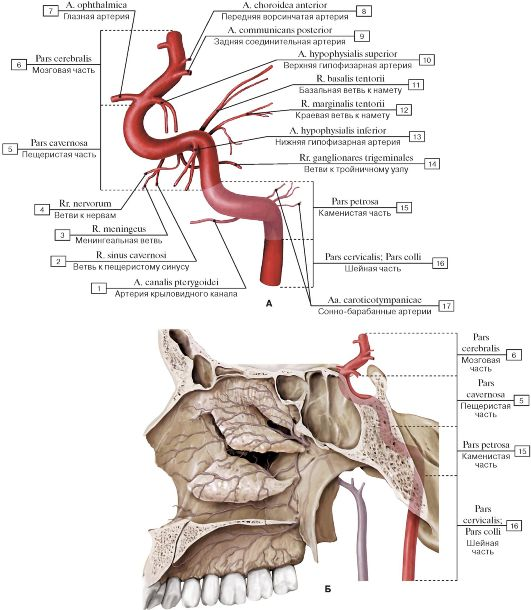 7
A. ophthalmica
Глазная артерия
A. choroidea anterior
Передняя ворсинчатая артерия
8
A. communicans posterior
Задняя соединительная артерия
9
6
Pars cerebralis
Мозговая часть
A. hypophysialis superior
Верхняя гипофизарная артерия
10
R. basalis tentorii
Базальная ветвь к намету
11
R. marginalis tentorii
Краевая ветвь к намету
12
5
Pars cavernosa
Пещеристая часть
A. hypophysialis inferior
Нижняя гипофизарная артерия
13
Rr. ganglionares trigeminales
Ветви к тройничному узлу
14
4
Rr. nervorum
Ветви к нервам
Pars petrosa
Каменистая часть
15
3
R. meningeus
Менингеальная ветвь
2
R. sinus cavernosi
Ветвь к пещеристому синусу
Pars cervicalis; Pars colli
Шейная часть
16
1
A. canalis pterygoidei
Артерия крыловидного канала
А
Aa. caroticotympanicae
Сонно-барабанные артерии
17
Pars
cerebralis
Мозговая
часть
6
Pars
cavernosa
Пещеристая
часть
5
Pars petrosa
Каменистая
часть
15
Pars
cervicalis;
Pars colli
Шейная
часть
16
Б